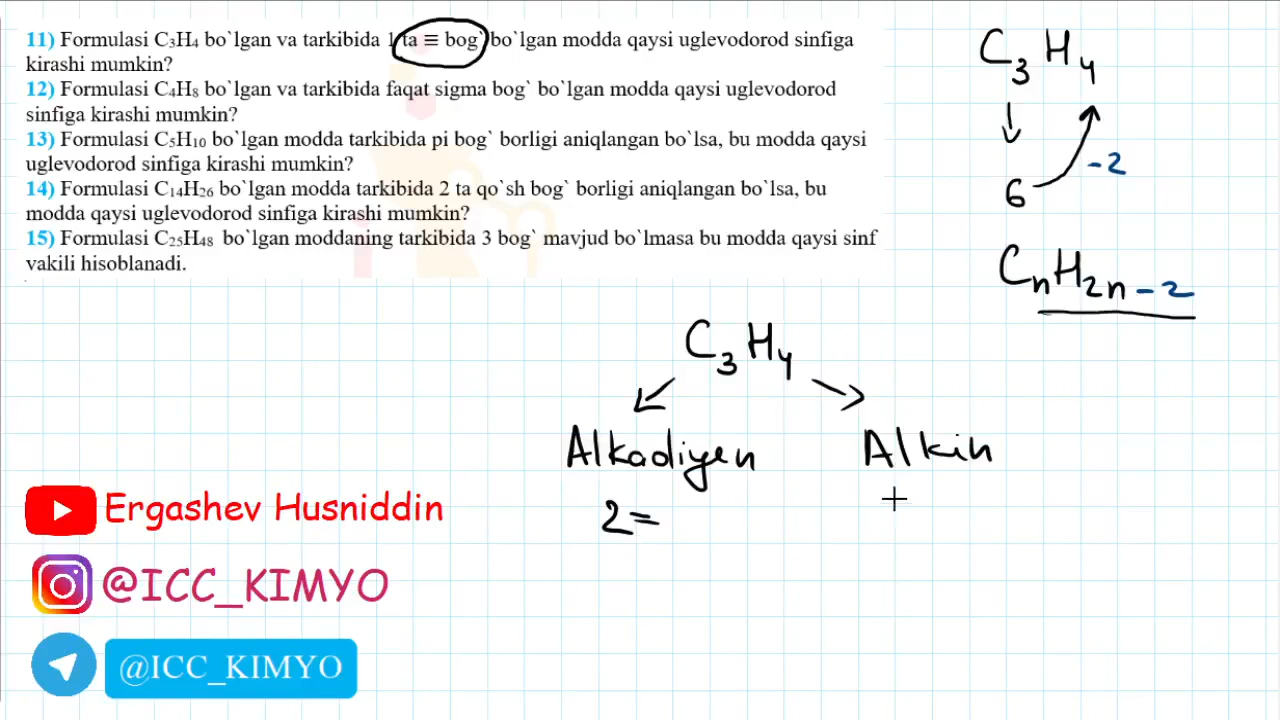 11) Formulasi C₃H₄ bo`lgan va tarkibida 1 ta ≡ bog` bo`lgan modda qaysi uglevodorod sinfiga
kirashi mumkin?
12) Formulasi C₄H₈ bo`lgan va tarkibida faqat sigma bog` bo`lgan modda qaysi uglevodorod
sinfiga kirashi mumkin?
13) Formulasi C₅H₁₀ bo`lgan modda tarkibida pi bog` borligi aniqlangan bo`lsa, bu modda qaysi
uglevodorod sinfiga kirashi mumkin?
14) Formulasi C₁₄H₂₆ bo`lgan modda tarkibida 2 ta qo`sh bog` borligi aniqlangan bo`lsa, bu
modda qaysi uglevodorod sinfiga kirashi mumkin?
15) Formulasi C₂₅H₄₈ bo`lgan moddaning tarkibida 3 bog` mavjud bo`lmasa bu modda qaysi sinf
vakili hisoblanadi.
C₃H₄
-2
6
CₙH₂ₙ₋₂
C₃H₄
Alkadiyen Alkin
2=
Ergashev Husniddin
@ICC_KIMYO
@ICC_KIMYO